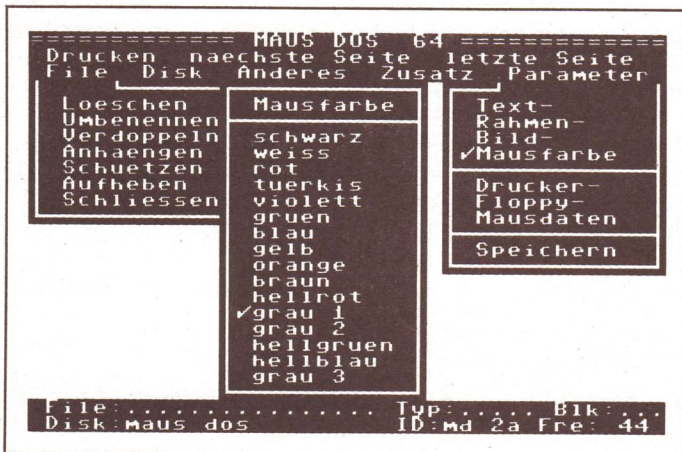 ============ MAUS DOS 64 ============
Drucken naechste Seite letzte Seite
File Disk Anderes Zusatz Parameter
Loeschen
Umbenennen
Verdoppeln
Anhaengen
Schuetzen
Aufheben
Schliessen
Mausfarbe
schwarz
weiss
rot
tuerkis
violett
gruen
blau
gelb
orange
braun
hellrot
✓grau 1
grau 2
hellgruen
hellblau
grau 3
Text-
Rahmen-
Bild-
✓Mausfarbe
Drucker-
Floppy-
Mausdaten
Speichern
File:................ Typ:..... Blk:...
Disk:maus dos ID:md 2a Fre: 44